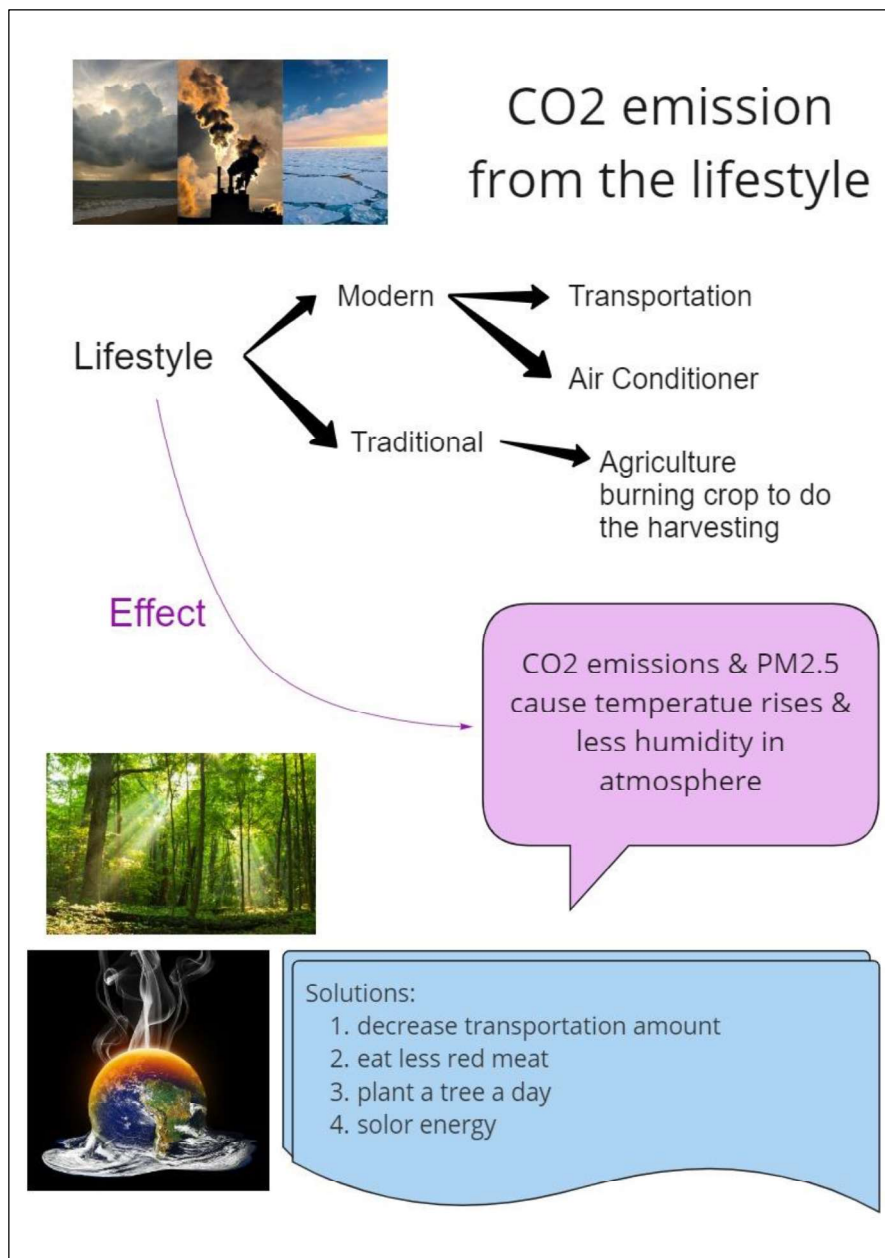 CO2 emission
from the lifestyle
Lifestyle
Modern
Transportation
Air Conditioner
Traditional
Agriculture
burning crop to do
the harvesting
Effect
CO2 emissions & PM2.5
cause temperatue rises &
less humidity in
atmosphere
Solutions:
1. decrease transportation amount
2. eat less red meat
3. plant a tree a day
4. solor energy